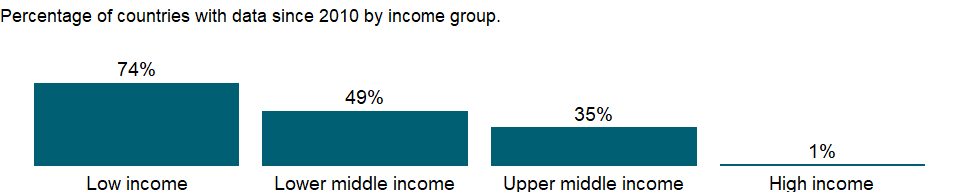 Percentage of countries with data since 2010 by income group.
74%
49%
35%
1%
Low income
Lower middle income
Upper middle income
High income